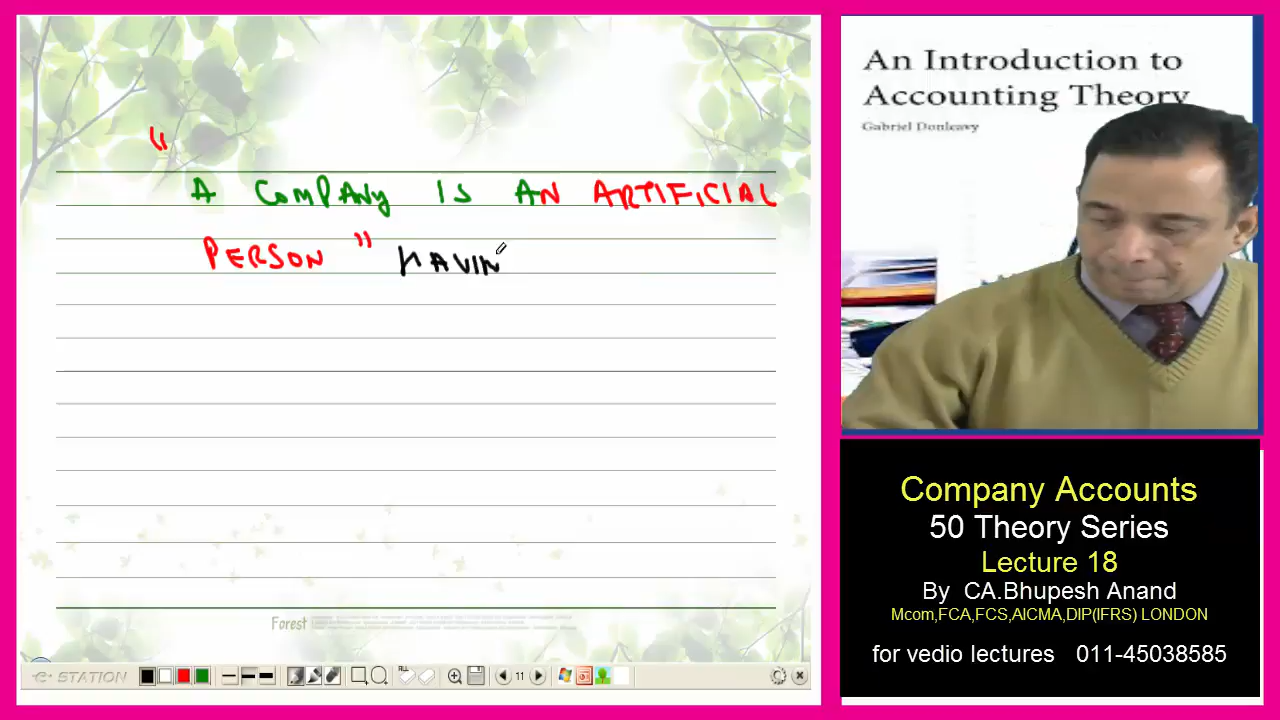 "
A COMPANY IS AN ARTIFICIAL
PERSON" HAVIN
Forest
e-STATION
11
An Introduction to
Accounting Theory
Gabriel Donleavy
Company Accounts
50 Theory Series
Lecture 18
By CA.Bhupesh Anand
Mcom,FCA,FCS,AICMA,DIP(IFRS) LONDON
for vedio lectures 011-45038585